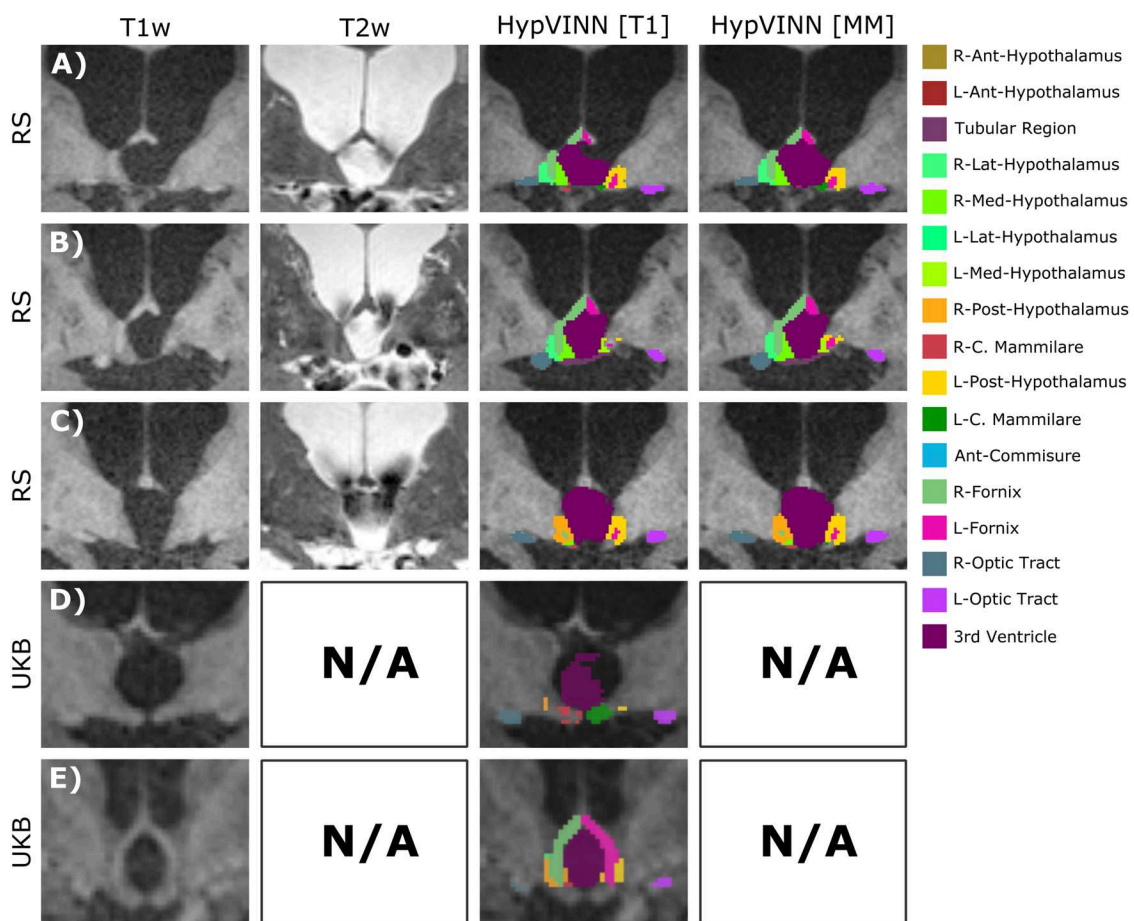 T1w T2w HypVINN [T1] HypVINN [MM]
A)
RS
B)
RS
C)
RS
D)
UKB
N/A
N/A
E)
UKB
N/A
N/A
R-Ant-Hypothalamus
L-Ant-Hypothalamus
Tubular Region
R-Lat-Hypothalamus
R-Med-Hypothalamus
L-Lat-Hypothalamus
L-Med-Hypothalamus
R-Post-Hypothalamus
R-C. Mammilare
L-Post-Hypothalamus
L-C. Mammilare
Ant-Commisure
R-Fornix
L-Fornix
R-Optic Tract
L-Optic Tract
3rd Ventricle